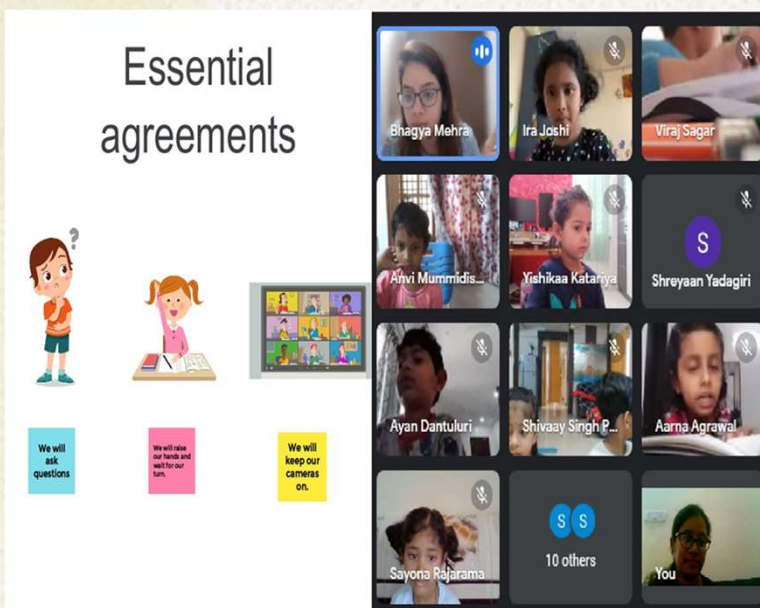 Essential
agreements
?
We will
ask
questions
We will raise
our hands and
wait for our
turn.
We will
keep our
cameras
on.
Bhagya Mehra
Ira Joshi
Viraj Sagar
Anvi Mummidis...
Yishikaa Katariya
S
Shreyaan Yadagiri
Ayan Dantuluri
Shivaay Singh P...
Aarna Agrawal
Sayona Rajarama
S S
10 others
You